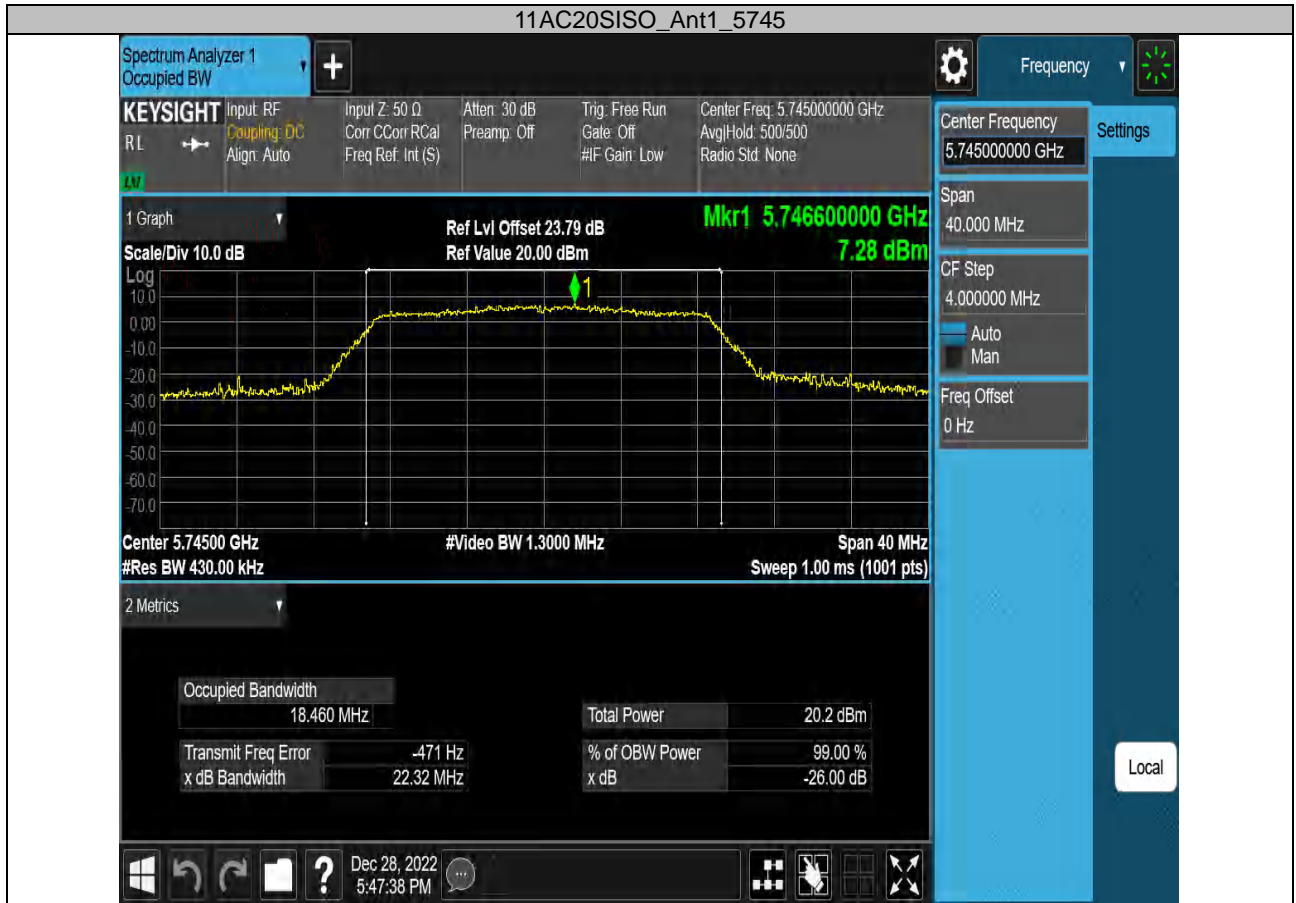 11AC20SISO_Ant1_5745
Spectrum Analyzer 1
Occupied BW
Frequency
KEYSIGHT
RL
Input: RF
Coupling: DC
Align: Auto
Input Z: 50 Ω
Corr CCorr RCal
Freq Ref: Int (S)
Atten: 30 dB
Preamp: Off
Trig: Free Run
Gate: Off
#IF Gain: Low
Center Freq: 5.745000000 GHz
Avg|Hold: 500/500
Radio Std: None
Center Frequency
5.745000000 GHz
Settings
Span
40.000 MHz
CF Step
4.000000 MHz
Auto
Man
Freq Offset
0 Hz
1 Graph
Scale/Div 10.0 dB
Ref Lvl Offset 23.79 dB
Ref Value 20.00 dBm
Mkr1 5.746600000 GHz
7.28 dBm
Log
10.0
0.00
-10.0
-20.0
-30.0
-40.0
-50.0
-60.0
-70.0
1
Center 5.74500 GHz
#Res BW 430.00 kHz
#Video BW 1.3000 MHz
Span 40 MHz
Sweep 1.00 ms (1001 pts)
2 Metrics
Occupied Bandwidth
18.460 MHz
Total Power 20.2 dBm
Transmit Freq Error -471 Hz
% of OBW Power 99.00 %
x dB Bandwidth 22.32 MHz
x dB -26.00 dB
Local
Dec 28, 2022
5:47:38 PM